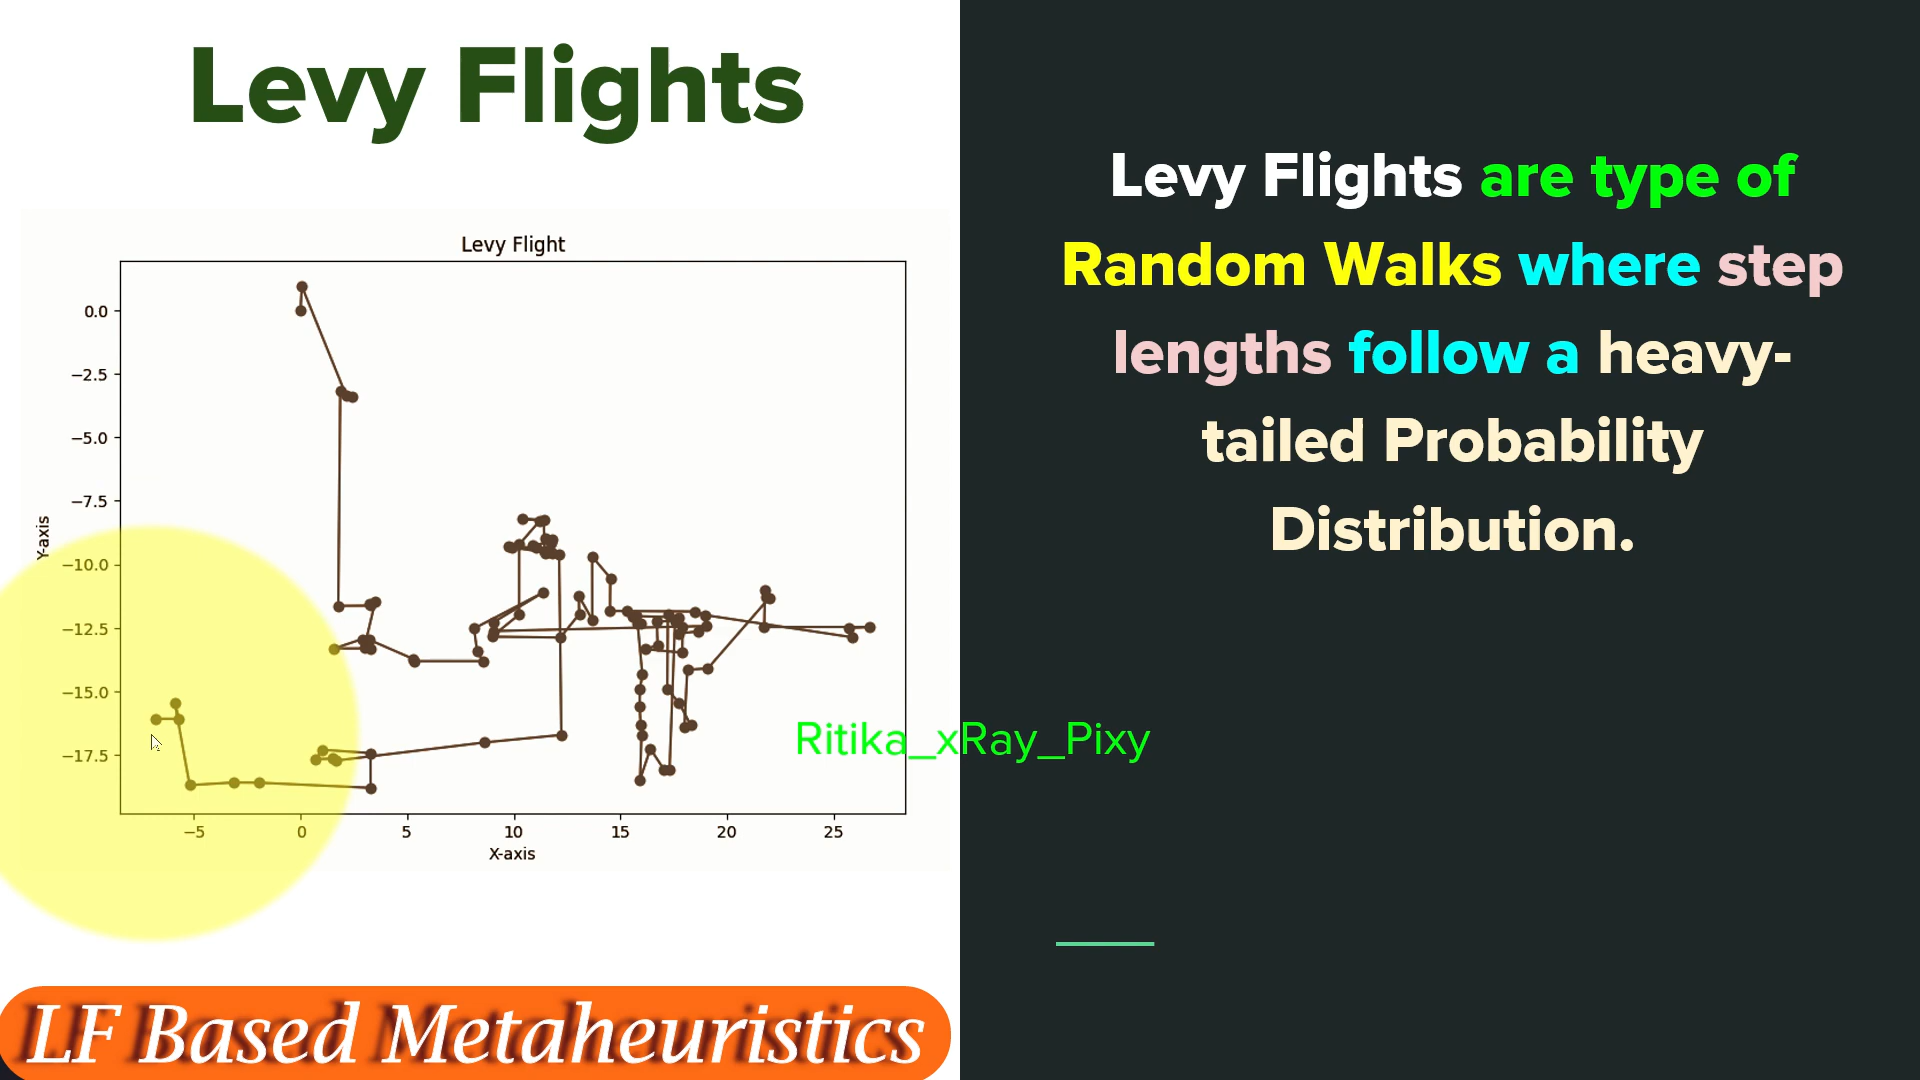 Levy Flights
Levy Flight
0.0
−2.5
−5.0
−7.5
−10.0
−12.5
−15.0
−17.5
Y-axis
−5 0 5 10 15 20 25
X-axis
LF Based Metaheuristics
Levy Flights are type of
Random Walks where step
lengths follow a heavy-
tailed Probability
Distribution.
Ritika_xRay_Pixy